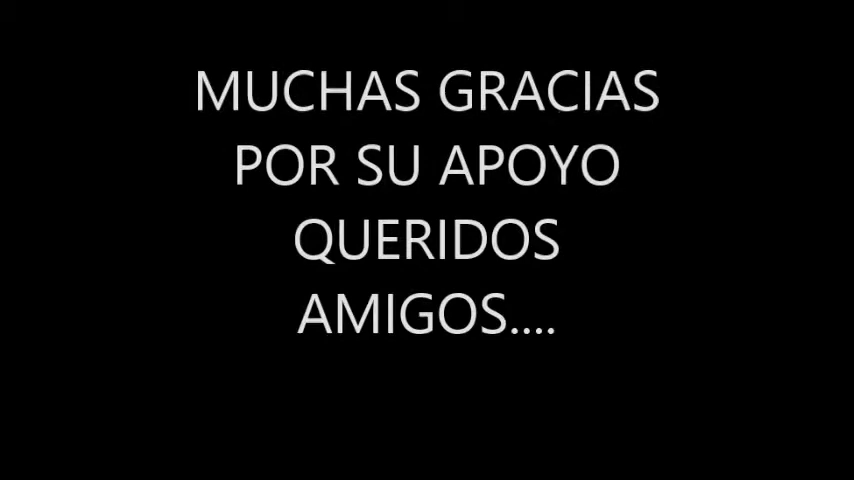 MUCHAS GRACIAS
POR SU APOYO
QUERIDOS
AMIGOS....